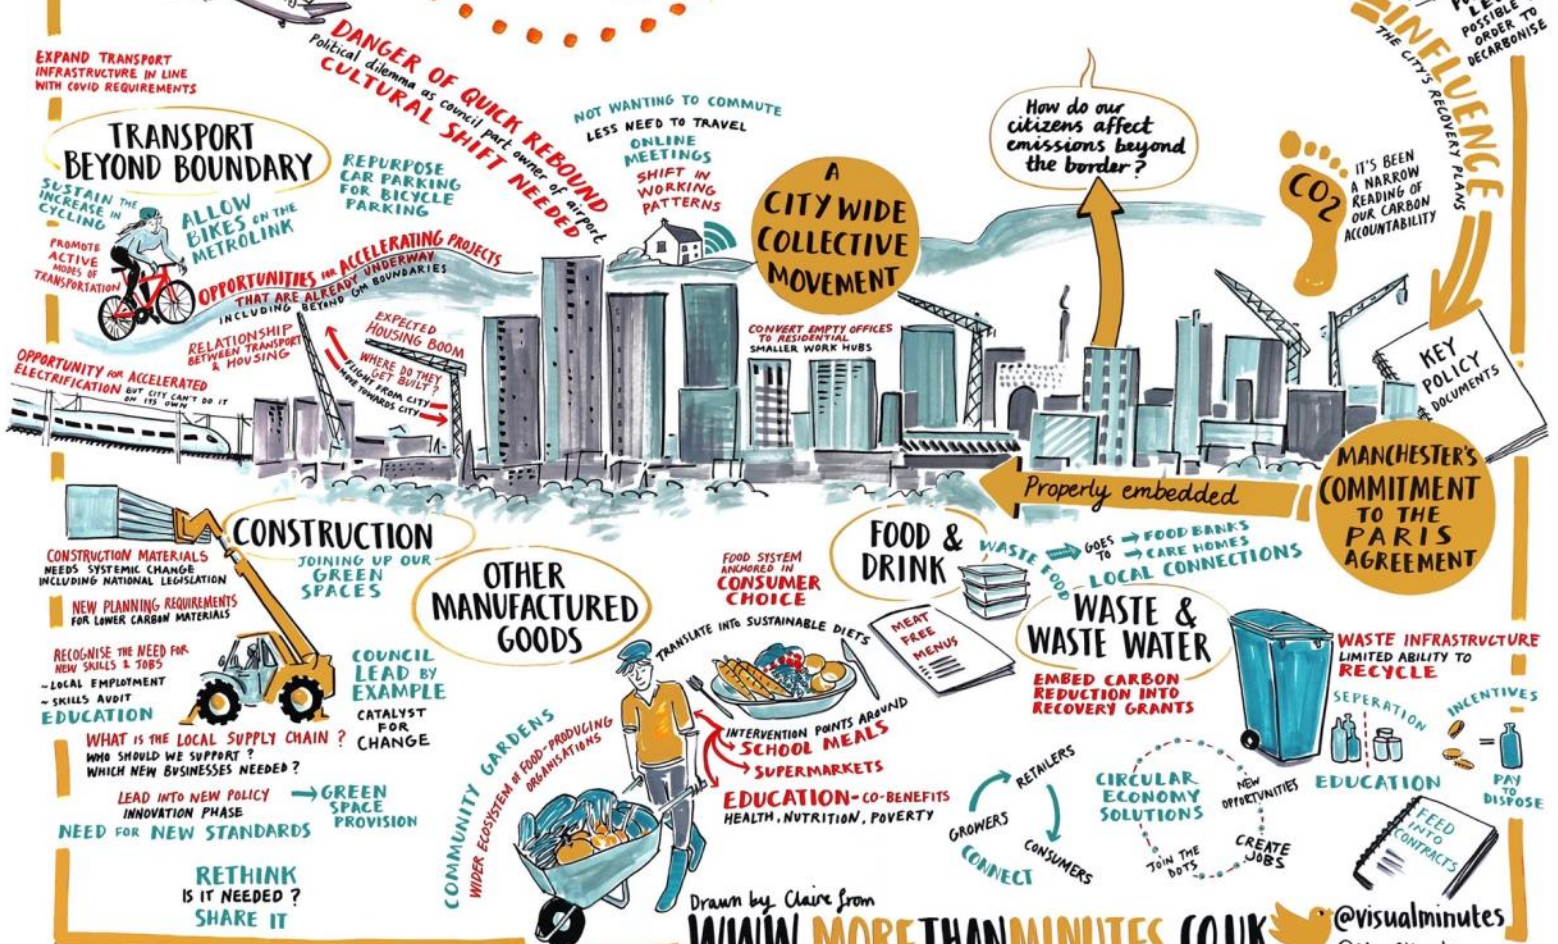 EXPAND TRANSPORT
INFRASTRUCTURE IN LINE
WITH COVID REQUIREMENTS
DANGER OF QUICK REBOUND
Political dilemma as council part owner of airport
CULTURAL SHIFT NEEDED
TRANSPORT
BEYOND BOUNDARY
SUSTAIN THE
INCREASE IN
CYCLING
PROMOTE
ACTIVE
MODES OF
TRANSPORTATION
ALLOW
BIKES ON THE
METROLINK
REPURPOSE
CAR PARKING
FOR BICYCLE
PARKING
OPPORTUNITIES FOR ACCELERATING PROJECTS
THAT ARE ALREADY UNDERWAY
INCLUDING BEYOND GM BOUNDARIES
RELATIONSHIP
BETWEEN TRANSPORT
& HOUSING
EXPECTED
HOUSING BOOM
WHERE DO THEY
GET BUILT?
FLIGHT FROM CITY
MOVE TOWARDS CITY
OPPORTUNITY FOR ACCELERATED
ELECTRIFICATION BUT CITY CAN'T DO IT
ON ITS OWN
NOT WANTING TO COMMUTE
LESS NEED TO TRAVEL
ONLINE
MEETINGS
SHIFT IN
WORKING
PATTERNS
A
CITY WIDE
COLLECTIVE
MOVEMENT
CONVERT EMPTY OFFICES
TO RESIDENTIAL
SMALLER WORK HUBS
How do our
citizens affect
emissions beyond
the border?
CO2
IT'S BEEN
A NARROW
READING OF
OUR CARBON
ACCOUNTABILITY
INFLUENCE
THE CITY'S RECOVERY PLANS
POSSIBLE IN
ORDER TO
DECARBONISE
KEY
POLICY
DOCUMENTS
MANCHESTER'S
COMMITMENT
TO THE
PARIS
AGREEMENT
Properly embedded
CONSTRUCTION
JOINING UP OUR
GREEN
SPACES
CONSTRUCTION MATERIALS
NEEDS SYSTEMIC CHANGE
INCLUDING NATIONAL LEGISLATION
NEW PLANNING REQUIREMENTS
FOR LOWER CARBON MATERIALS
RECOGNISE THE NEED FOR
NEW SKILLS & JOBS
~ LOCAL EMPLOYMENT
~ SKILLS AUDIT
EDUCATION
COUNCIL
LEAD BY
EXAMPLE
CATALYST
FOR
CHANGE
WHAT IS THE LOCAL SUPPLY CHAIN?
WHO SHOULD WE SUPPORT?
WHICH NEW BUSINESSES NEEDED?
LEAD INTO NEW POLICY
INNOVATION PHASE
NEED FOR NEW STANDARDS
→ GREEN
SPACE
PROVISION
RETHINK
IS IT NEEDED?
SHARE IT
OTHER
MANUFACTURED
GOODS
COMMUNITY GARDENS
WIDER ECOSYSTEM OF FOOD-PRODUCING
ORGANISATIONS
FOOD SYSTEM
ANCHORED IN
CONSUMER
CHOICE
TRANSLATE INTO SUSTAINABLE DIETS
FOOD &
DRINK
MEAT
FREE
MENUS
WASTE FOOD
GOES
TO
→ FOOD BANKS
→ CARE HOMES
LOCAL CONNECTIONS
INTERVENTION POINTS AROUND
SCHOOL MEALS
SUPERMARKETS
EDUCATION - CO-BENEFITS
HEALTH, NUTRITION, POVERTY
WASTE &
WASTE WATER
EMBED CARBON
REDUCTION INTO
RECOVERY GRANTS
WASTE INFRASTRUCTURE
LIMITED ABILITY TO
RECYCLE
SEPERATION
INCENTIVES
=
EDUCATION
PAY
TO
DISPOSE
GROWERS
RETAILERS
CONSUMERS
CONNECT
CIRCULAR
ECONOMY
SOLUTIONS
NEW
OPPORTUNITIES
CREATE
JOBS
JOIN THE
DOTS
FEED
INTO
CONTRACTS
Drawn by Claire from
WWW.MORETHANMINUTES.CO.UK
@visualminutes